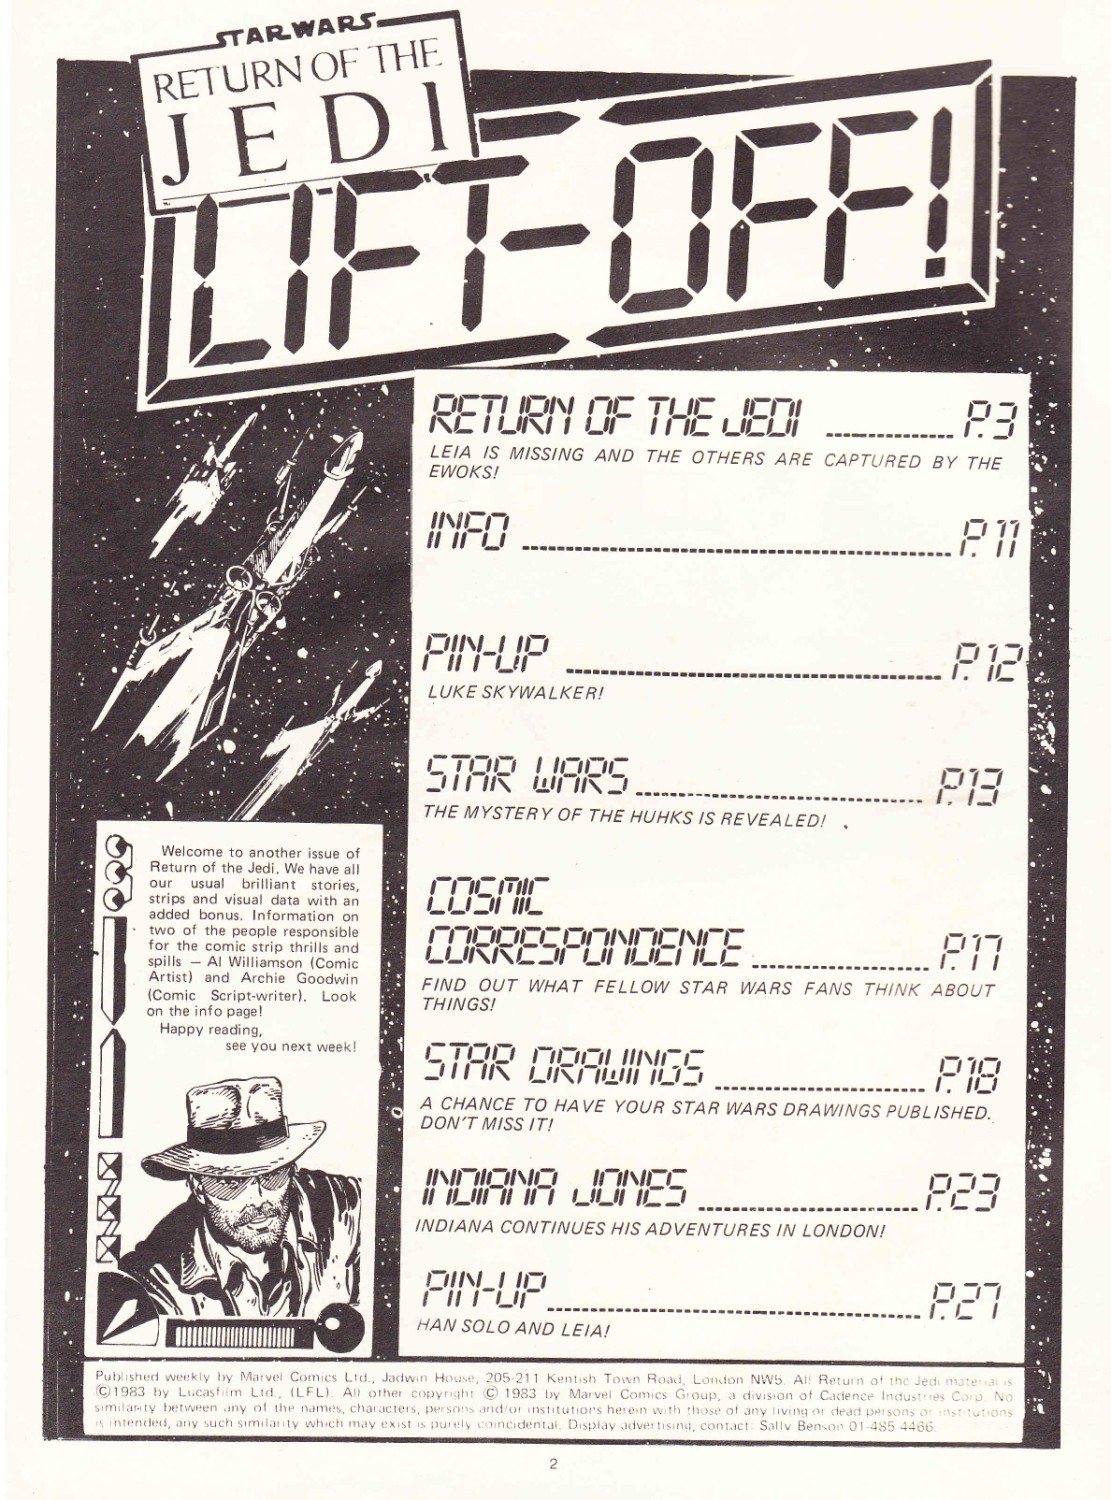 STAR WARS
RETURN OF THE
JEDI
LIFT-OFF!
RETURN OF THE JEDI ............... P.3
LEIA IS MISSING AND THE OTHERS ARE CAPTURED BY THE
EWOKS!
INFO ............... P.11
PIN-UP ............... P.12
LUKE SKYWALKER!
STAR WARS ............... P.13
THE MYSTERY OF THE HUHKS IS REVEALED!
COSMIC
CORRESPONDENCE ............... P.17
FIND OUT WHAT FELLOW STAR WARS FANS THINK ABOUT
THINGS!
STAR DRAWINGS ............... P.18
A CHANCE TO HAVE YOUR STAR WARS DRAWINGS PUBLISHED.
DON'T MISS IT!
INDIANA JONES ............... P.23
INDIANA CONTINUES HIS ADVENTURES IN LONDON!
PIN-UP ............... P.27
HAN SOLO AND LEIA!
Welcome to another issue of
Return of the Jedi. We have all
our usual brilliant stories,
strips and visual data with an
added bonus. Information on
two of the people responsible
for the comic strip thrills and
spills — Al Williamson (Comic
Artist) and Archie Goodwin
(Comic Script-writer). Look
on the info page!
Happy reading,
see you next week!
Published weekly by Marvel Comics Ltd., Jadwin House, 205-211 Kentish Town Road, London NW5. All Return of the Jedi material is
©1983 by Lucasfilm Ltd., (LFL). All other copyright © 1983 by Marvel Comics Group, a division of Cadence Industries Corp. No
similarity between any of the names, characters, persons and/or institutions herein with those of any living or dead persons or institutions
is intended, any such similarity which may exist is purely coincidental. Display advertising, contact: Sally Benson 01-485 4466.
2